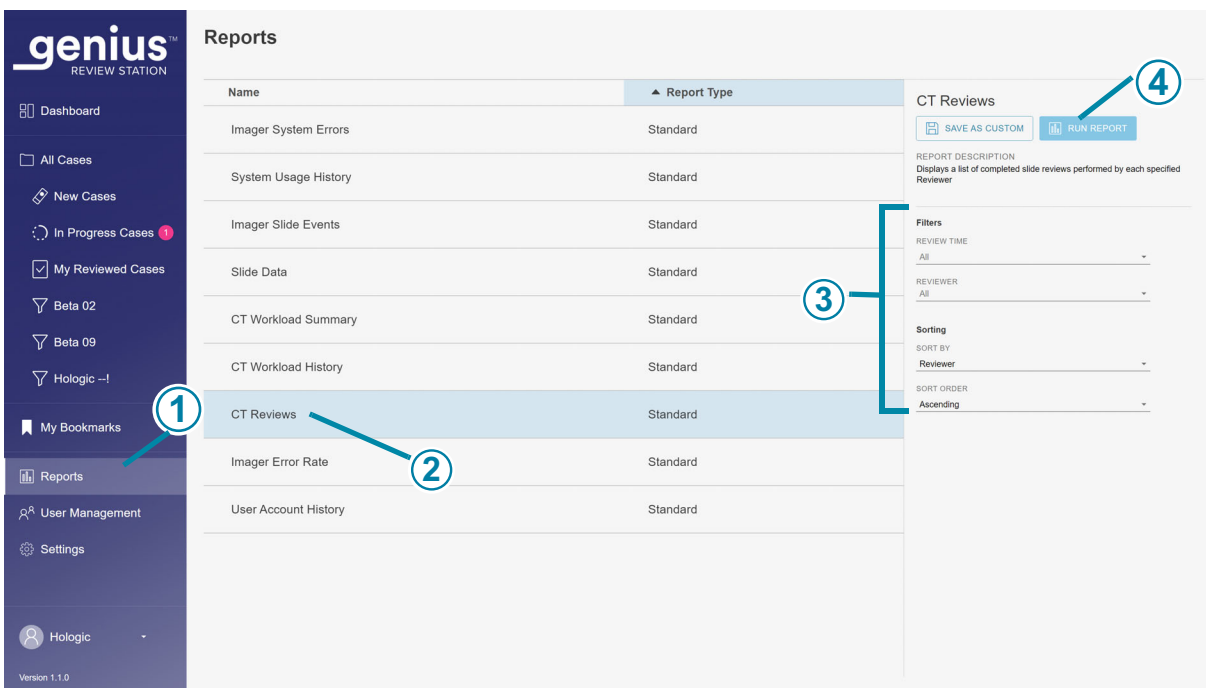 genius™
REVIEW STATION
Dashboard
All Cases
New Cases
In Progress Cases 1
My Reviewed Cases
Beta 02
Beta 09
Hologic --!
My Bookmarks
Reports
User Management
Settings
Hologic
Version 1.1.0
Reports
Name Report Type
Imager System Errors Standard
System Usage History Standard
Imager Slide Events Standard
Slide Data Standard
CT Workload Summary Standard
CT Workload History Standard
CT Reviews Standard
Imager Error Rate Standard
User Account History Standard
1
2
3
4
CT Reviews
SAVE AS CUSTOM RUN REPORT
REPORT DESCRIPTION
Displays a list of completed slide reviews performed by each specified
Reviewer
Filters
REVIEW TIME
All
REVIEWER
All
Sorting
SORT BY
Reviewer
SORT ORDER
Ascending